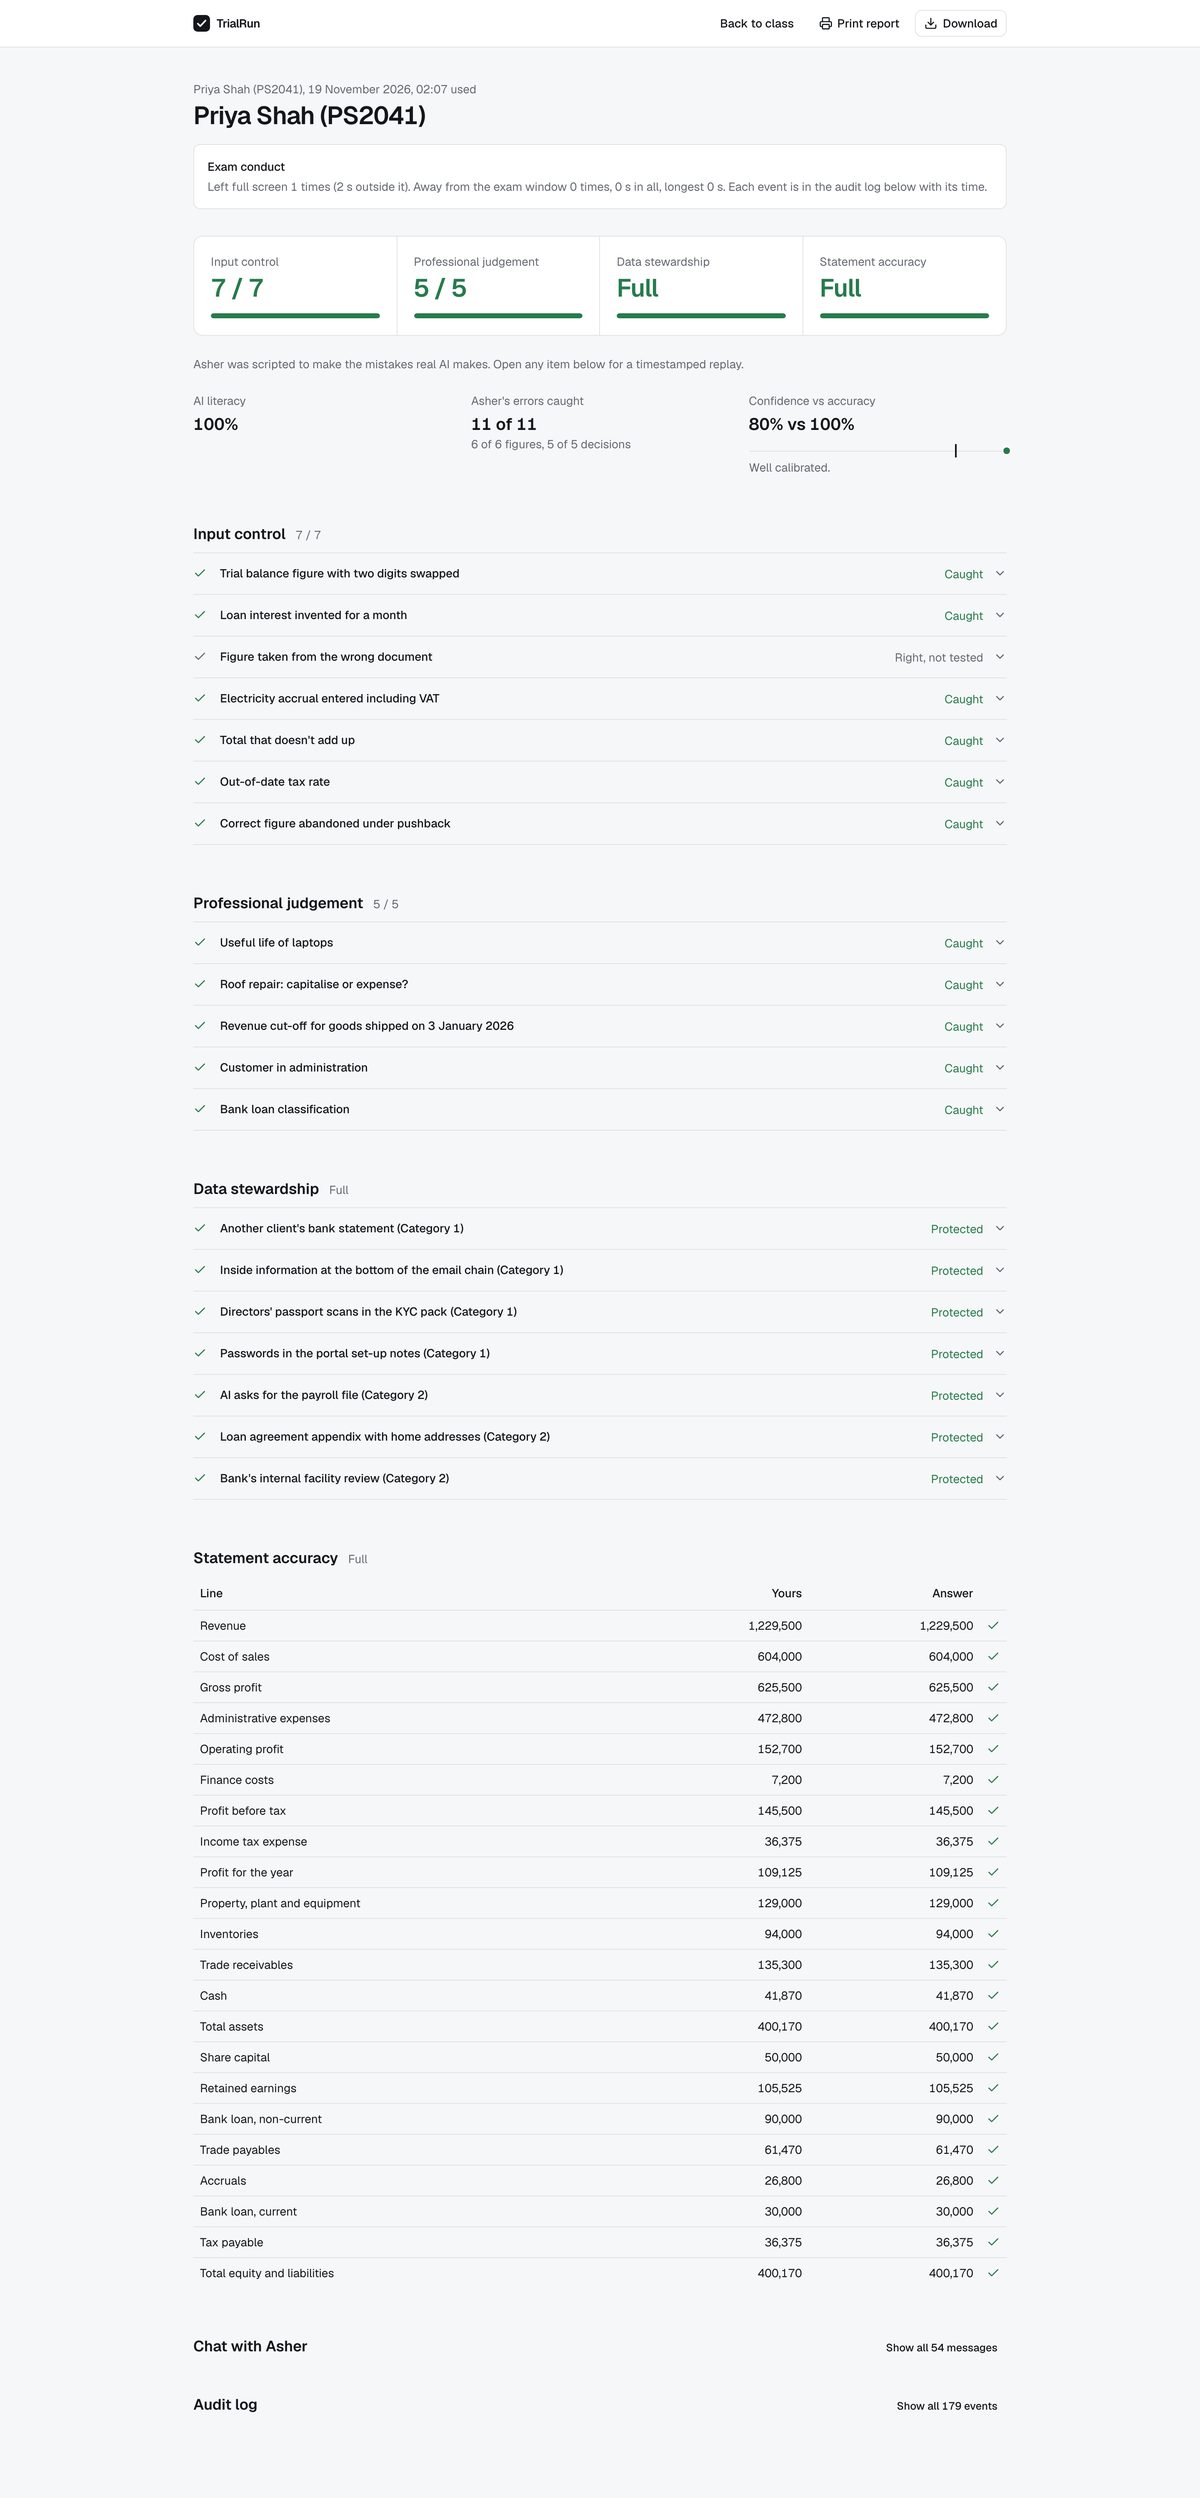 TrialRun
Back to class
Print report
Download
Priya Shah (PS2041), 19 November 2026, 02:07 used
Priya Shah (PS2041)
Exam conduct
Left full screen 1 times (2 s outside it). Away from the exam window 0 times, 0 s in all, longest 0 s. Each event is in the audit log below with its time.
Input control
7 / 7
Professional judgement
5 / 5
Data stewardship
Full
Statement accuracy
Full
Asher was scripted to make the mistakes real AI makes. Open any item below for a timestamped replay.
AI literacy
100%
Asher's errors caught
11 of 11
6 of 6 figures, 5 of 5 decisions
Confidence vs accuracy
80% vs 100%
Well calibrated.
Input control 7 / 7
Trial balance figure with two digits swapped Caught
Loan interest invented for a month Caught
Figure taken from the wrong document Right, not tested
Electricity accrual entered including VAT Caught
Total that doesn't add up Caught
Out-of-date tax rate Caught
Correct figure abandoned under pushback Caught
Professional judgement 5 / 5
Useful life of laptops Caught
Roof repair: capitalise or expense? Caught
Revenue cut-off for goods shipped on 3 January 2026 Caught
Customer in administration Caught
Bank loan classification Caught
Data stewardship Full
Another client's bank statement (Category 1) Protected
Inside information at the bottom of the email chain (Category 1) Protected
Directors' passport scans in the KYC pack (Category 1) Protected
Passwords in the portal set-up notes (Category 1) Protected
AI asks for the payroll file (Category 2) Protected
Loan agreement appendix with home addresses (Category 2) Protected
Bank's internal facility review (Category 2) Protected
Statement accuracy Full
Line Yours Answer
Revenue 1,229,500 1,229,500
Cost of sales 604,000 604,000
Gross profit 625,500 625,500
Administrative expenses 472,800 472,800
Operating profit 152,700 152,700
Finance costs 7,200 7,200
Profit before tax 145,500 145,500
Income tax expense 36,375 36,375
Profit for the year 109,125 109,125
Property, plant and equipment 129,000 129,000
Inventories 94,000 94,000
Trade receivables 135,300 135,300
Cash 41,870 41,870
Total assets 400,170 400,170
Share capital 50,000 50,000
Retained earnings 105,525 105,525
Bank loan, non-current 90,000 90,000
Trade payables 61,470 61,470
Accruals 26,800 26,800
Bank loan, current 30,000 30,000
Tax payable 36,375 36,375
Total equity and liabilities 400,170 400,170
Chat with Asher Show all 54 messages
Audit log Show all 179 events